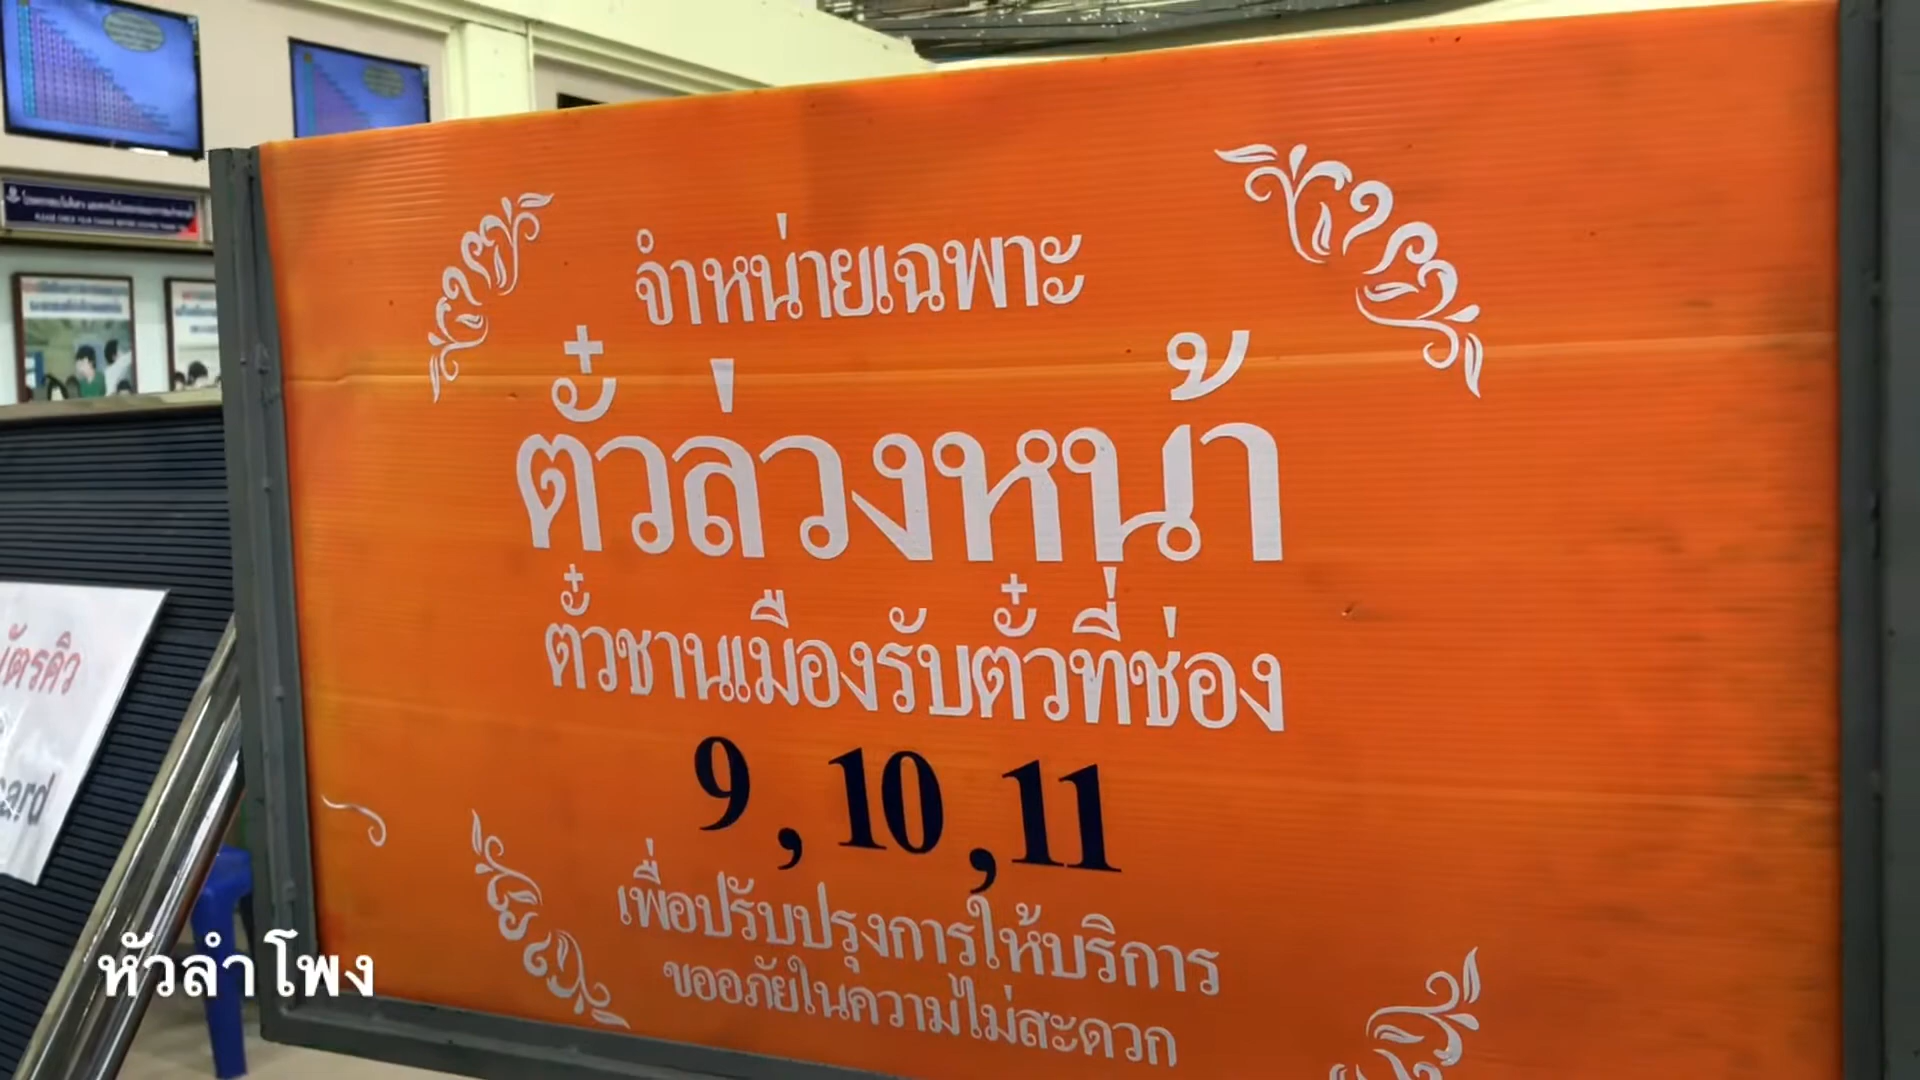 จำหน่ายเฉพาะ
ตั๋วล่วงหน้า
ตั๋วชานเมืองรับตั๋วที่ช่อง
9 , 10 , 11
เพื่อปรับปรุงการให้บริการ
ขออภัยในความไม่สะดวก
หัวลำโพง